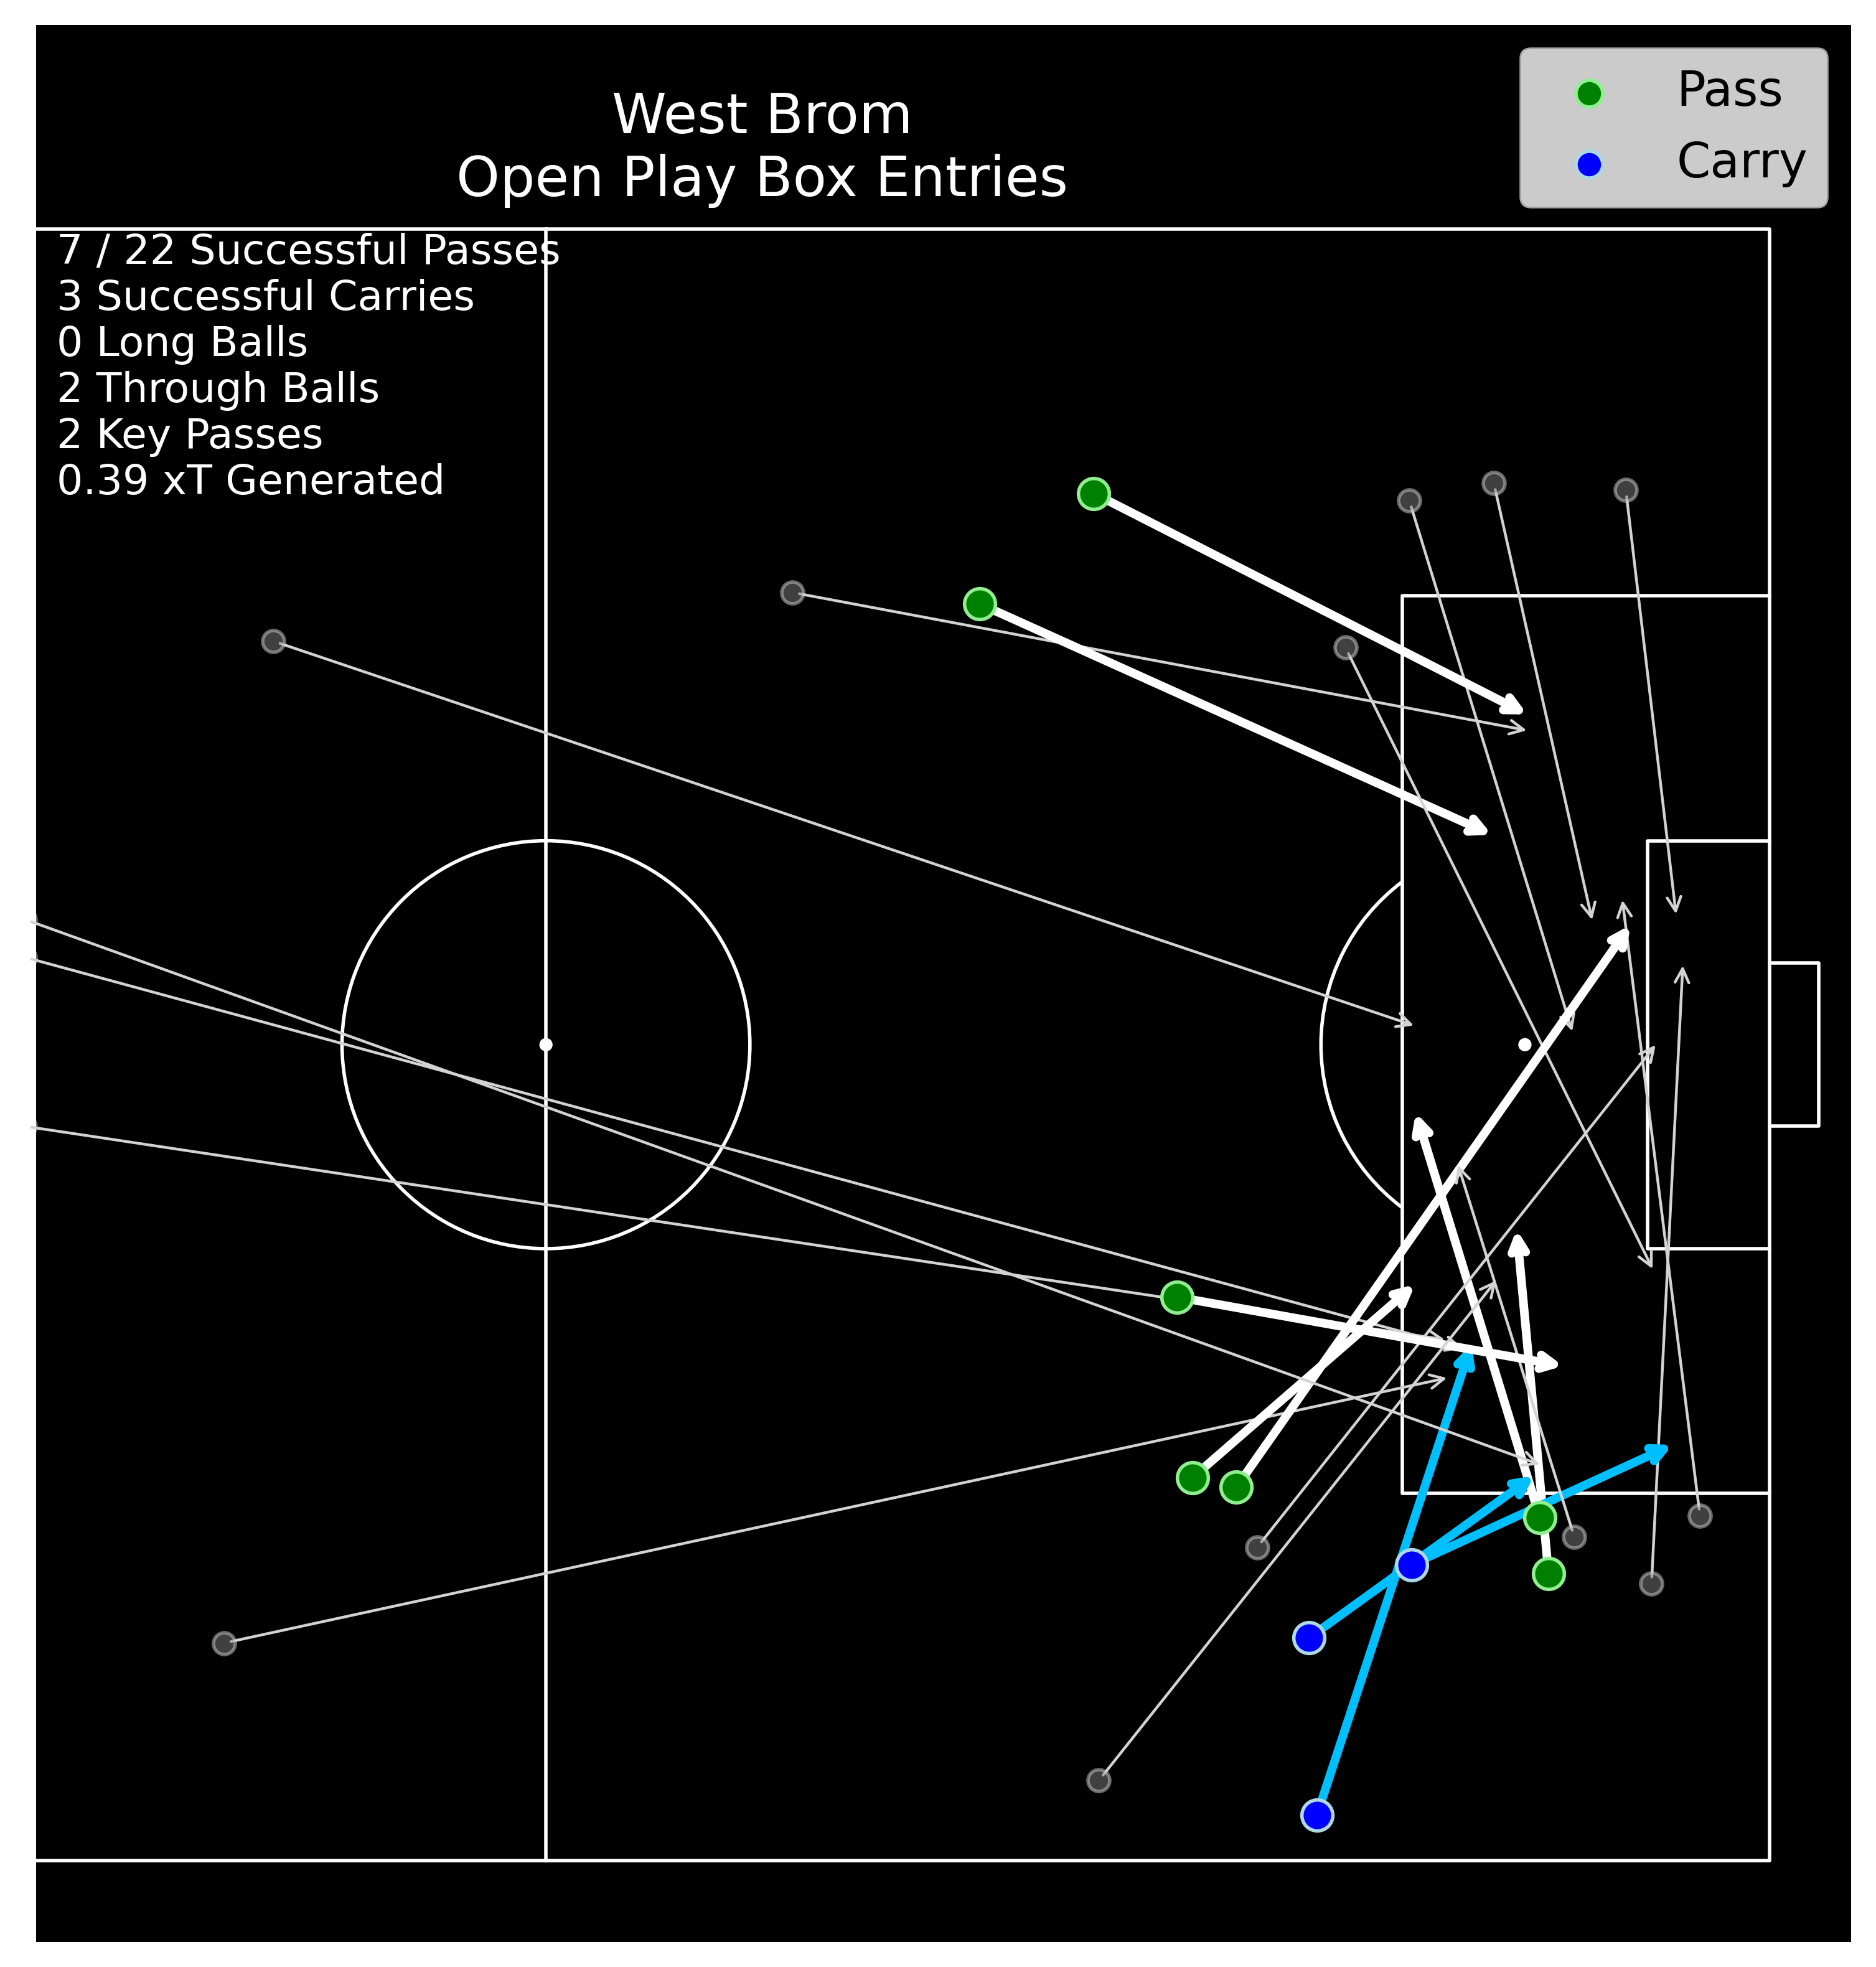 West Brom
Open Play Box Entries
Pass
Carry
7 / 22 Successful Passes
3 Successful Carries
0 Long Balls
2 Through Balls
2 Key Passes
0.39 xT Generated